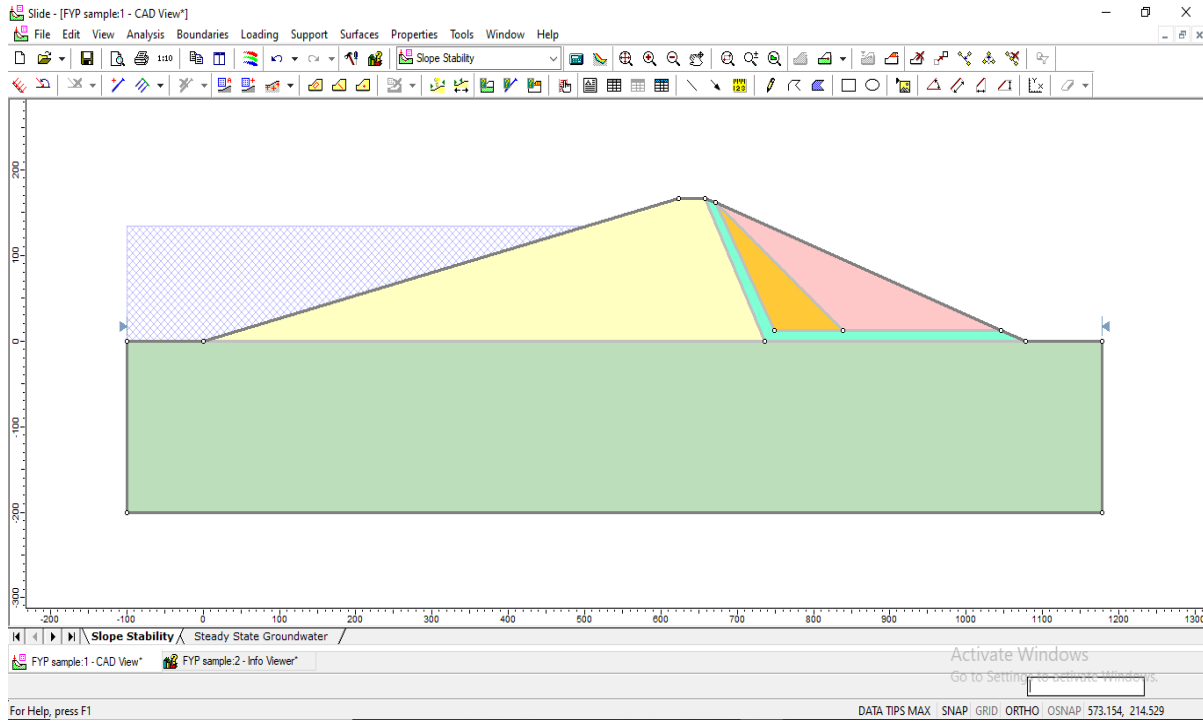 Slide - [FYP sample:1 - CAD View*]
File Edit View Analysis Boundaries Loading Support Surfaces Properties Tools Window Help
1:10 Slope Stability
123
200
100
0
-100
-200
-300
-200 -100 0 100 200 300 400 500 600 700 800 900 1000 1100 1200 1300
Slope Stability Steady State Groundwater
FYP sample:1 - CAD View* FYP sample:2 - Info Viewer*
Activate Windows
Go to Settings to activate Windows.
For Help, press F1 DATA TIPS MAX SNAP GRID ORTHO OSNAP 573.154, 214.529